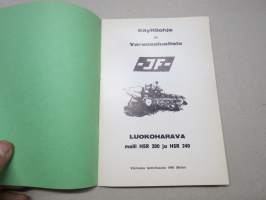 Käyttöohje
ja
Varaosaluettelo
-JF-
LUOKOHARAVA
malli HSR 200 ja HSR 240